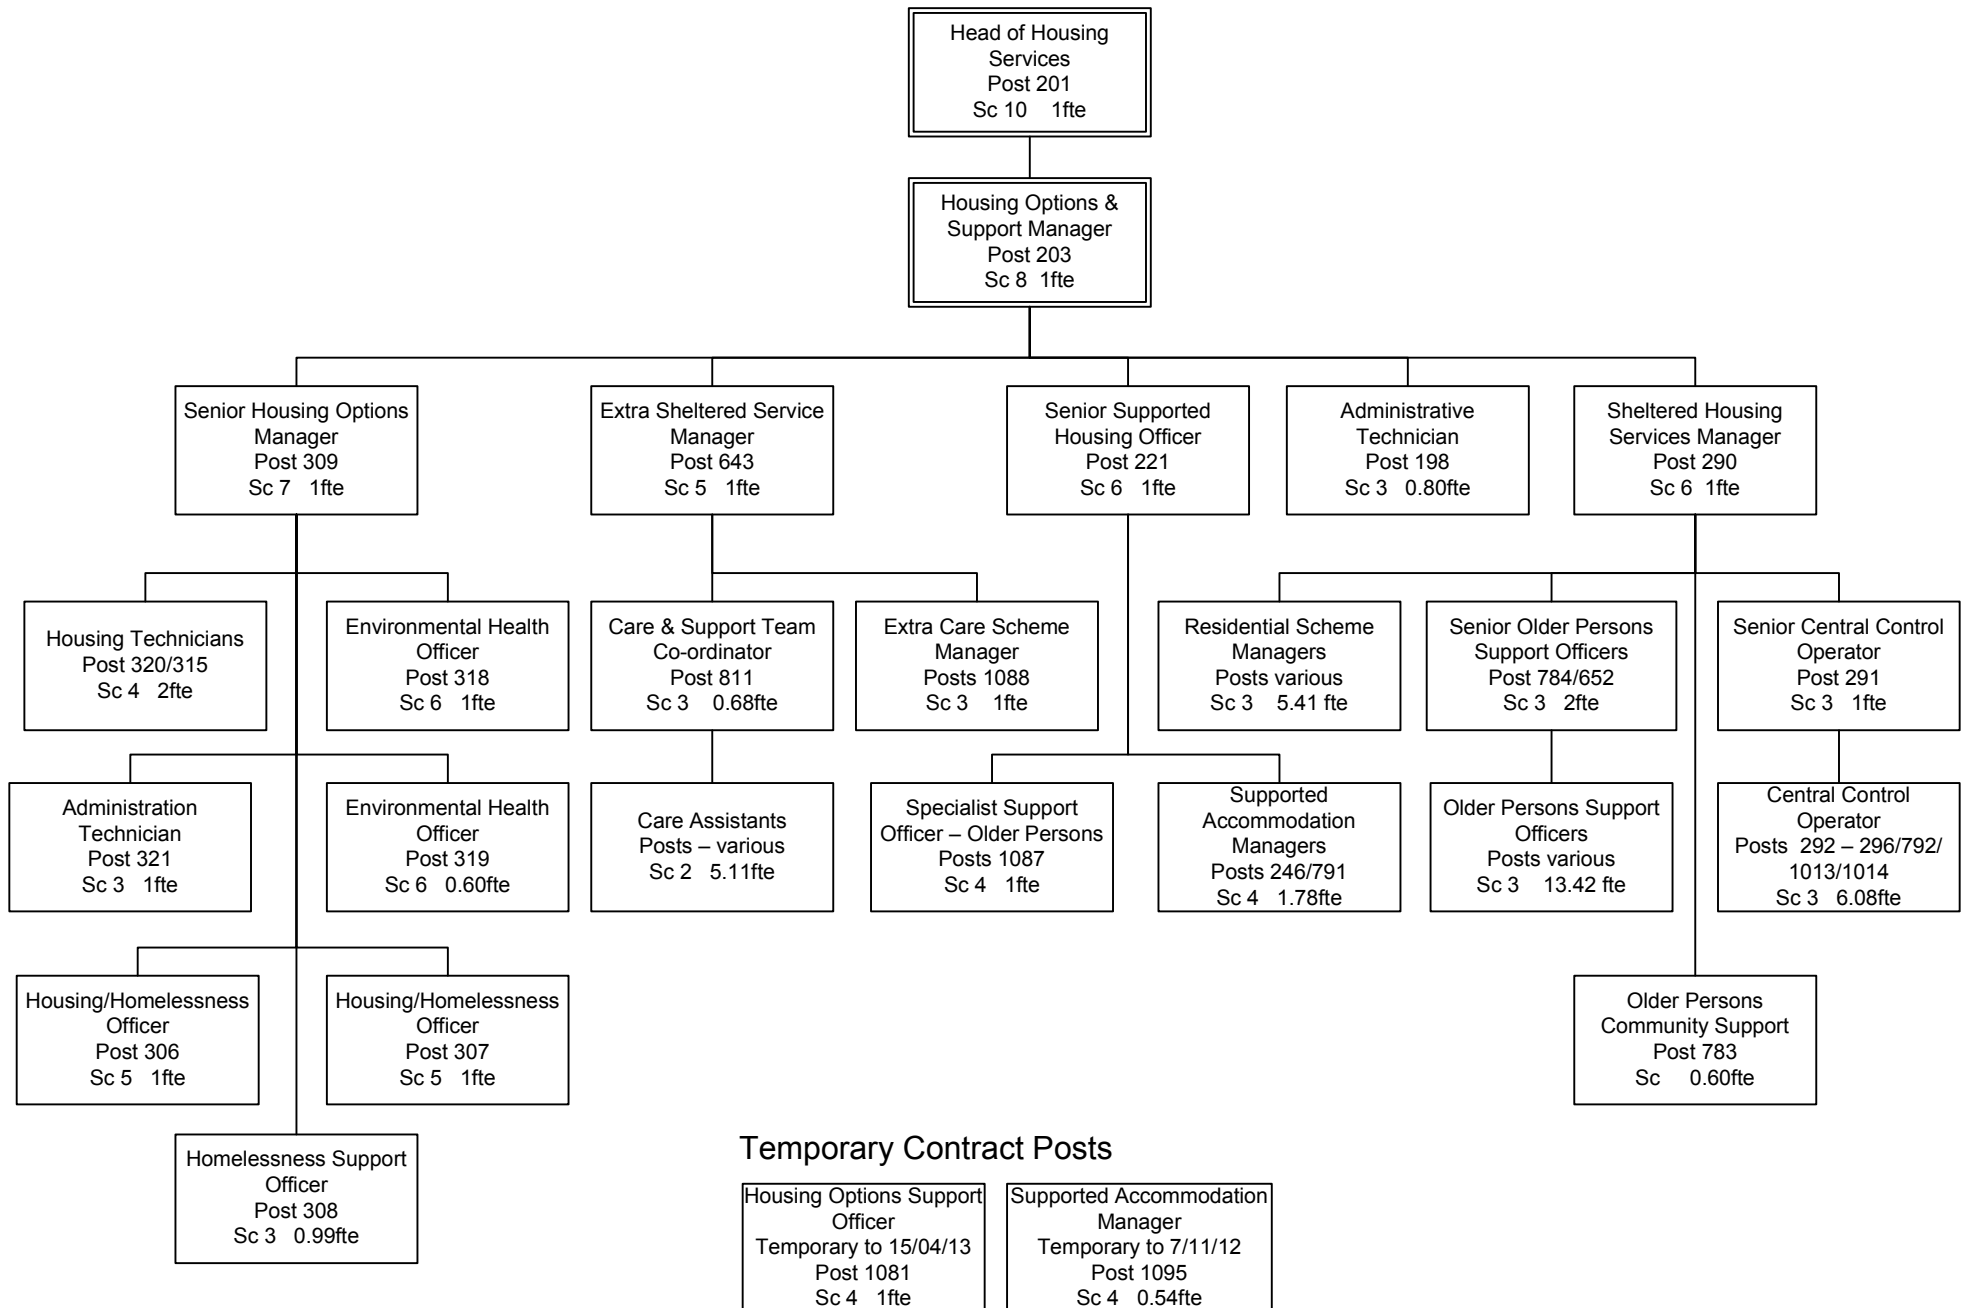 Head of Housing
Services
Post 201
Sc 10 1fte
Housing Options &
Support Manager
Post 203
Sc 8 1fte
Senior Housing Options
Manager
Post 309
Sc 7 1fte
Extra Sheltered Service
Manager
Post 643
Sc 5 1fte
Senior Supported
Housing Officer
Post 221
Sc 6 1fte
Administrative
Technician
Post 198
Sc 3 0.80fte
Sheltered Housing
Services Manager
Post 290
Sc 6 1fte
Housing Technicians
Post 320/315
Sc 4 2fte
Environmental Health
Officer
Post 318
Sc 6 1fte
Care & Support Team
Co-ordinator
Post 811
Sc 3 0.68fte
Extra Care Scheme
Manager
Posts 1088
Sc 3 1fte
Residential Scheme
Managers
Posts various
Sc 3 5.41 fte
Senior Older Persons
Support Officers
Post 784/652
Sc 3 2fte
Senior Central Control
Operator
Post 291
Sc 3 1fte
Administration
Technician
Post 321
Sc 3 1fte
Environmental Health
Officer
Post 319
Sc 6 0.60fte
Care Assistants
Posts – various
Sc 2 5.11fte
Specialist Support
Officer – Older Persons
Posts 1087
Sc 4 1fte
Supported
Accommodation
Managers
Posts 246/791
Sc 4 1.78fte
Older Persons Support
Officers
Posts various
Sc 3 13.42 fte
Central Control
Operator
Posts 292 – 296/792/
1013/1014
Sc 3 6.08fte
Housing/Homelessness
Officer
Post 306
Sc 5 1fte
Housing/Homelessness
Officer
Post 307
Sc 5 1fte
Older Persons
Community Support
Post 783
Sc 0.60fte
Homelessness Support
Officer
Post 308
Sc 3 0.99fte
Temporary Contract Posts
Housing Options Support
Officer
Temporary to 15/04/13
Post 1081
Sc 4 1fte
Supported Accommodation
Manager
Temporary to 7/11/12
Post 1095
Sc 4 0.54fte